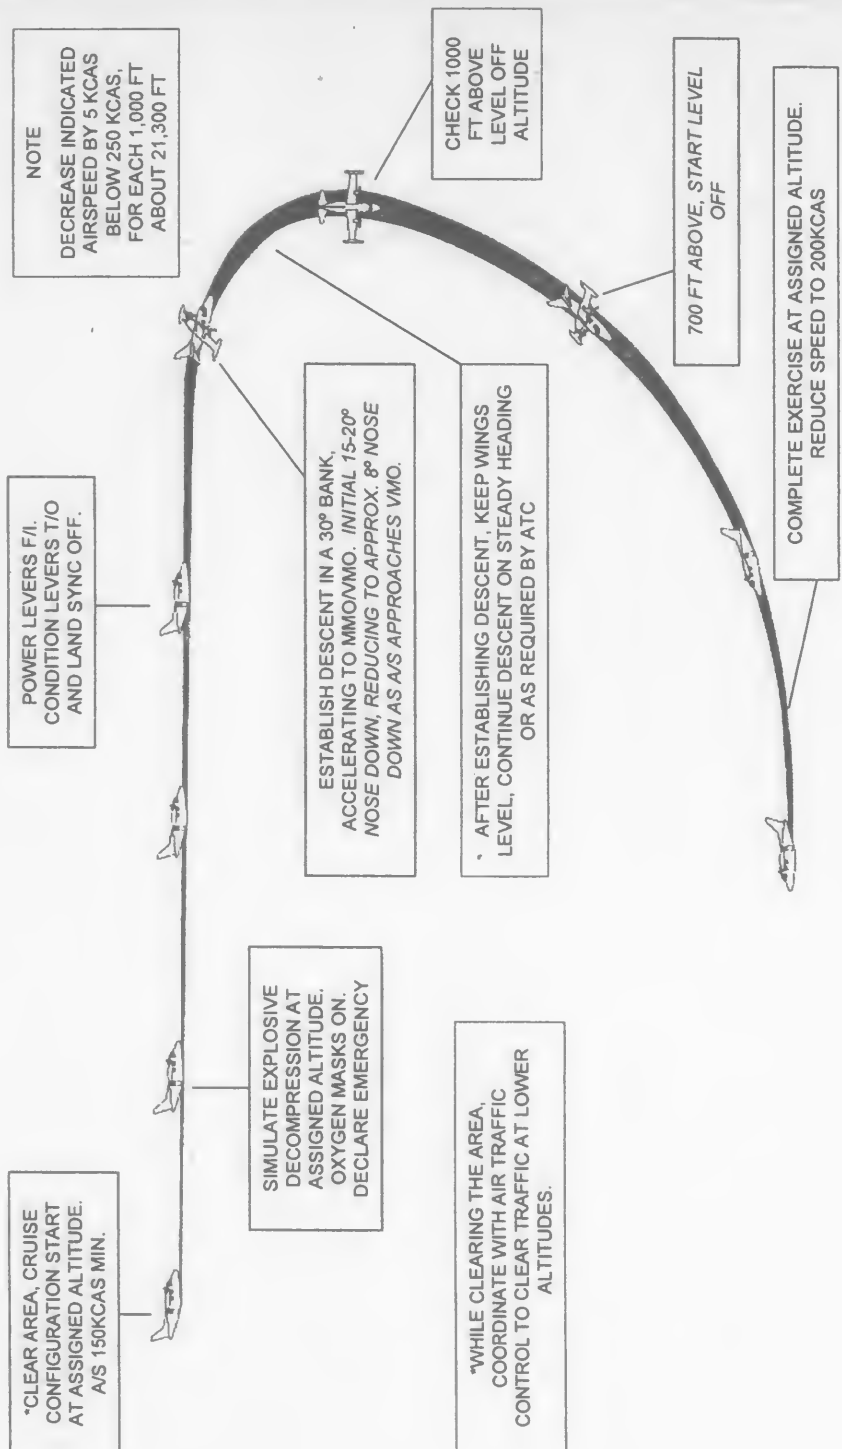 *CLEAR AREA, CRUISE
CONFIGURATION START
AT ASSIGNED ALTITUDE.
A/S 150KCAS MIN.
SIMULATE EXPLOSIVE
DECOMPRESSION AT
ASSIGNED ALTITUDE.
OXYGEN MASKS ON.
DECLARE EMERGENCY
POWER LEVERS F/I.
CONDITION LEVERS T/O
AND LAND SYNC OFF.
NOTE
DECREASE INDICATED
AIRSPEED BY 5 KCAS
BELOW 250 KCAS,
FOR EACH 1,000 FT
ABOUT 21,300 FT
ESTABLISH DESCENT IN A 30º BANK,
ACCELERATING TO MMO/VMO. INITIAL 15-20º
NOSE DOWN, REDUCING TO APPROX. 8º NOSE
DOWN AS A/S APPROACHES VMO.
AFTER ESTABLISHING DESCENT, KEEP WINGS
LEVEL, CONTINUE DESCENT ON STEADY HEADING
OR AS REQUIRED BY ATC
CHECK 1000
FT ABOVE
LEVEL OFF
ALTITUDE
700 FT ABOVE, START LEVEL
OFF
COMPLETE EXERCISE AT ASSIGNED ALTITUDE.
REDUCE SPEED TO 200KCAS
*WHILE CLEARING THE AREA,
COORDINATE WITH AIR TRAFFIC
CONTROL TO CLEAR TRAFFIC AT LOWER
ALTITUDES.